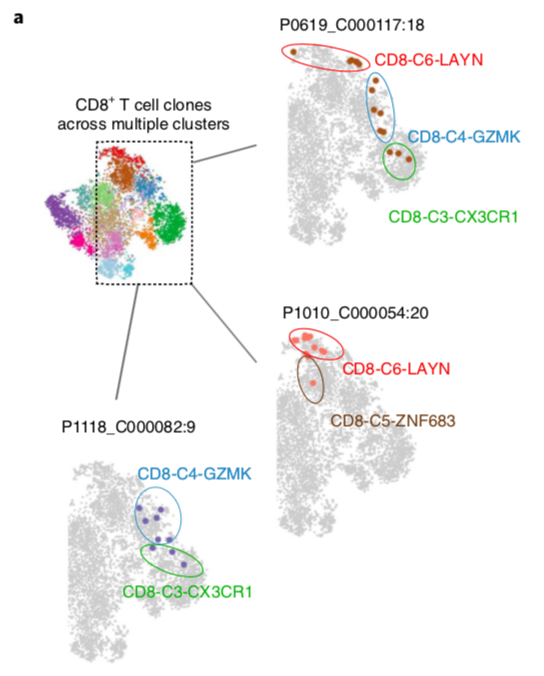 a
P0619_C000117:18
CD8-C6-LAYN
CD8⁺ T cell clones
across multiple clusters
CD8-C4-GZMK
CD8-C3-CX3CR1
P1010_C000054:20
CD8-C6-LAYN
CD8-C5-ZNF683
P1118_C000082:9
CD8-C4-GZMK
CD8-C3-CX3CR1